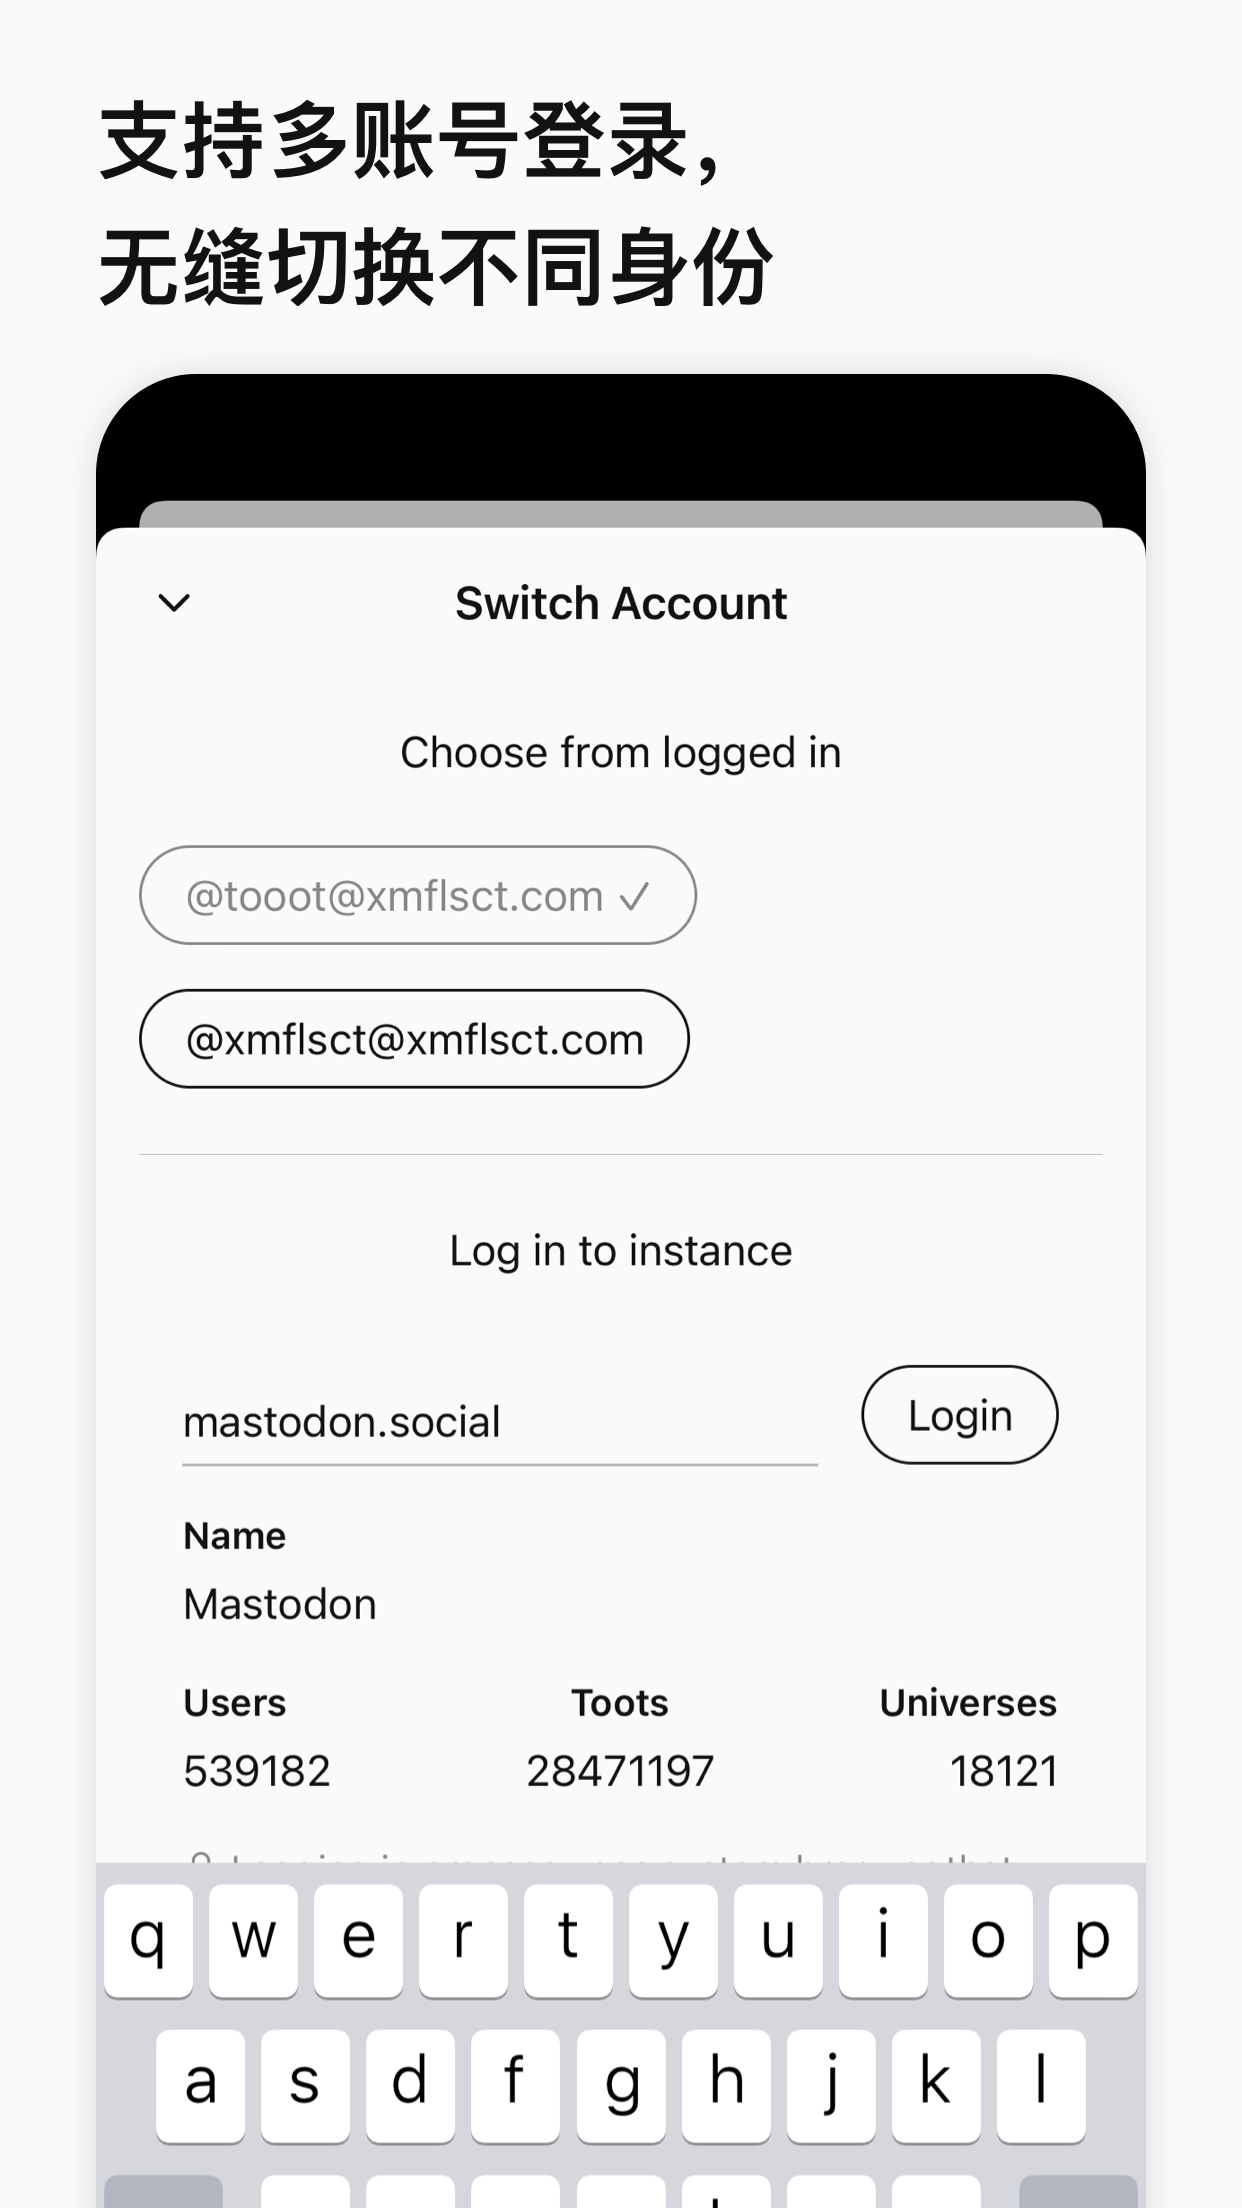 支持多账号登录，
无缝切换不同身份
Switch Account
Choose from logged in
@tooot@xmflsct.com ✓
@xmflsct@xmflsct.com
Log in to instance
mastodon.social
Login
Name
Mastodon
Users Toots Universes
539182 28471197 18121
q w e r t y u i o p
a s d f g h j k l